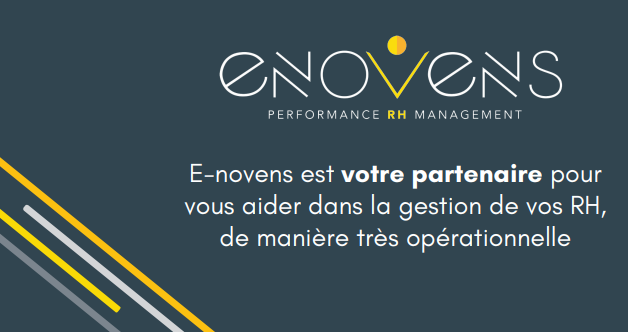 enovens
PERFORMANCE RH MANAGEMENT
E-novens est votre partenaire pour
vous aider dans la gestion de vos RH,
de manière très opérationnelle